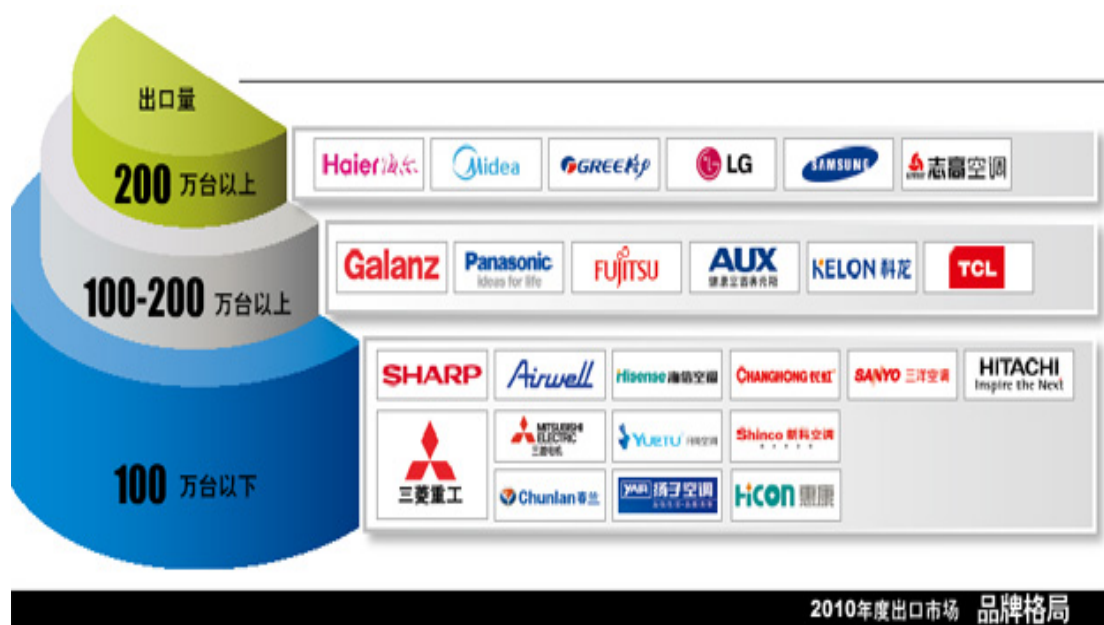 出口量
200 万台以上
Haier 海尔
Midea
GREE 格力
LG
SAMSUNG
志高空调
100-200 万台以上
Galanz
Panasonic
ideas for life
FUJITSU
AUX
KELON 科龙
TCL
100 万台以下
SHARP
Airwell
Hisense 海信空调
CHANGHONG 长虹
SANYO 三洋空调
HITACHI
Inspire the Next
三菱重工
MITSUBISHI
ELECTRIC
三菱电机
YUETU 月兔空调
Shinco 新科空调
Chunlan 春兰
YAIR 扬子空调
HiCON 惠康
2010年度出口市场 品牌格局